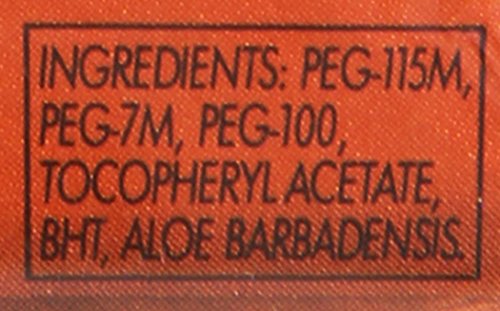 INGREDIENTS: PEG-115M,
PEG-7M, PEG-100,
TOCOPHERYL ACETATE,
BHT, ALOE BARBADENSIS.